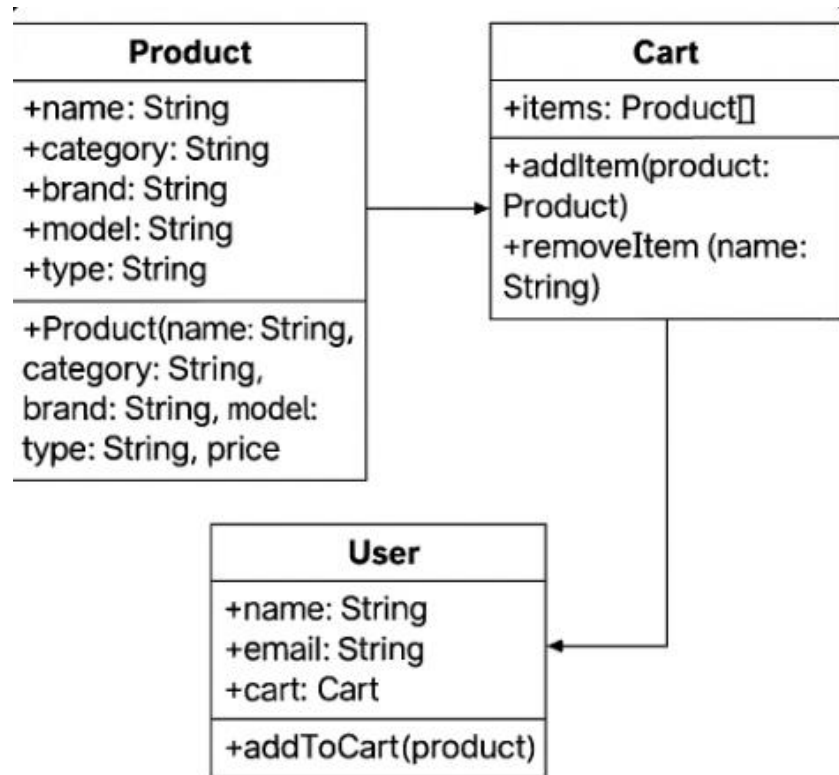 Product
+name: String
+category: String
+brand: String
+model: String
+type: String
+Product(name: String,
category: String,
brand: String, model:
type: String, price
Cart
+items: Product[]
+addItem(product:
Product)
+removeItem (name:
String)
User
+name: String
+email: String
+cart: Cart
+addToCart(product)